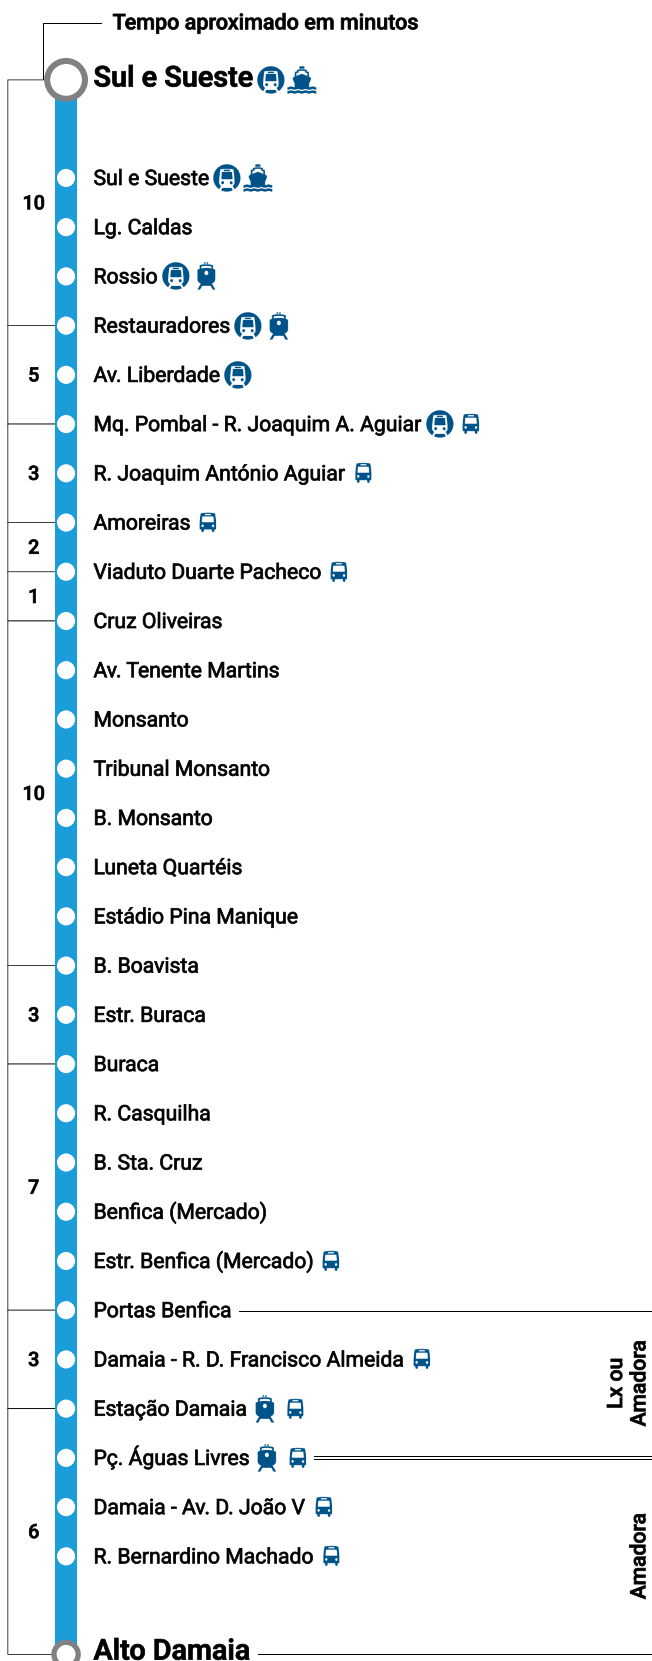 Tempo aproximado em minutos
Sul e Sueste
10
Sul e Sueste
Lg. Caldas
Rossio
Restauradores
5
Av. Liberdade
Mq. Pombal - R. Joaquim A. Aguiar
3
R. Joaquim António Aguiar
Amoreiras
2
Viaduto Duarte Pacheco
1
Cruz Oliveiras
Av. Tenente Martins
Monsanto
Tribunal Monsanto
10
B. Monsanto
Luneta Quartéis
Estádio Pina Manique
B. Boavista
3
Estr. Buraca
Buraca
R. Casquilha
B. Sta. Cruz
7
Benfica (Mercado)
Estr. Benfica (Mercado)
Portas Benfica
3
Damaia - R. D. Francisco Almeida
Lx ou
Amadora
Estação Damaia
Pç. Águas Livres
Damaia - Av. D. João V
6
R. Bernardino Machado
Amadora
Alto Damaia